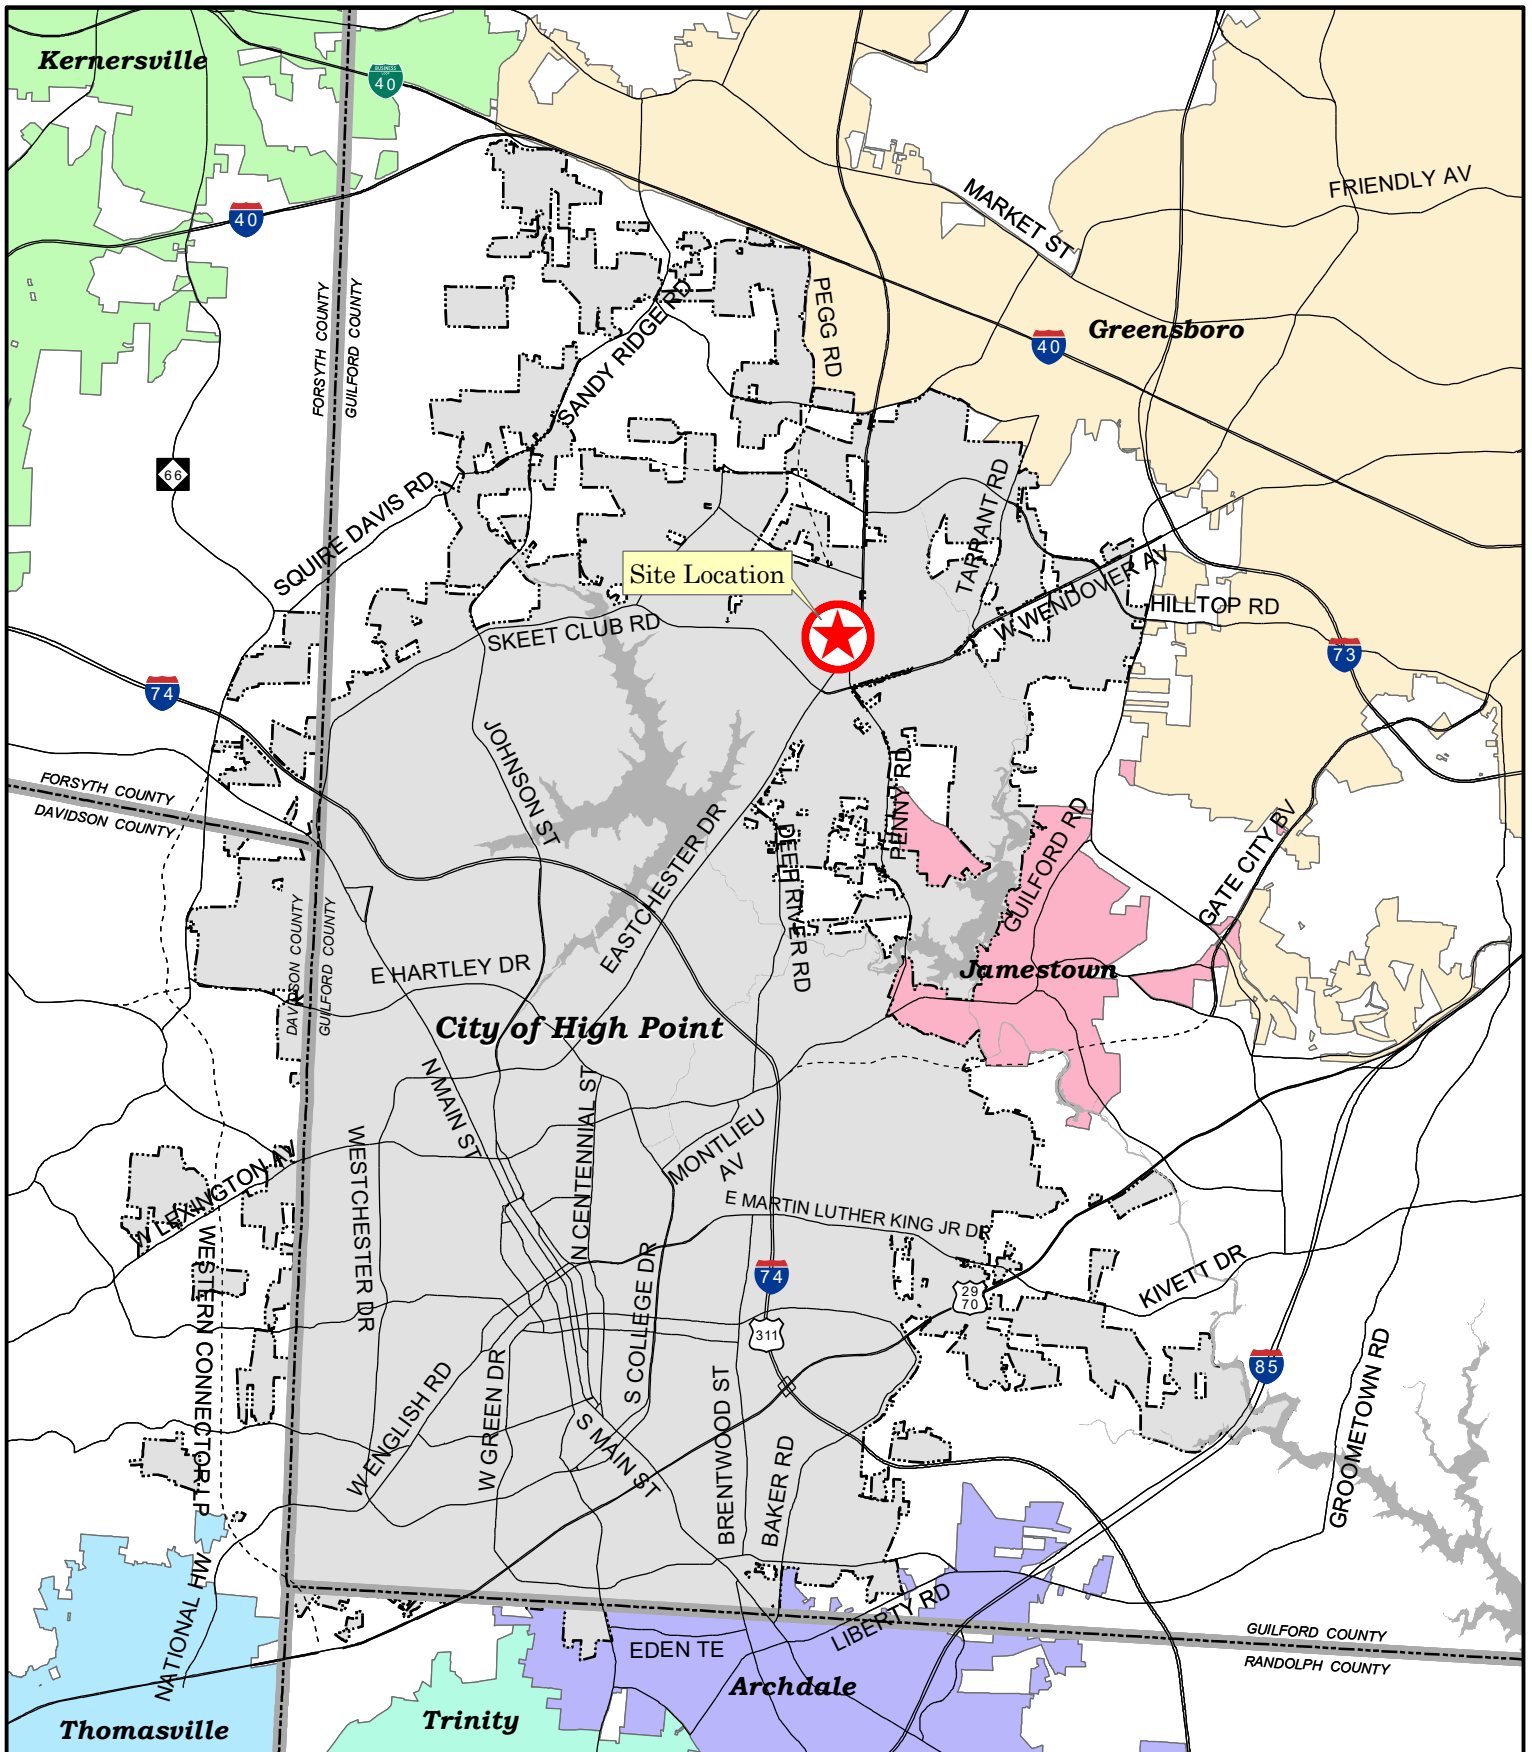 Kernersville
BUSINESS
LOOP
40
40
MARKET ST
FRIENDLY AV
FORSYTH COUNTY
GUILFORD COUNTY
SANDY RIDGE RD
PEGG RD
40
Greensboro
66
SQUIRE DAVIS RD
TARRANT RD
Site Location
W WENDOVER AV
HILLTOP RD
SKEET CLUB RD
73
74
JOHNSON ST
PENNY RD
FORSYTH COUNTY
DAVIDSON COUNTY
EASTCHESTER DR
DEEP RIVER RD
GUILFORD RD
GATE CITY BV
DAVIDSON COUNTY
GUILFORD COUNTY
E HARTLEY DR
Jamestown
City of High Point
N MAIN ST
N CENTENNIAL ST
MONTLIEU
AV
WESTCHESTER DR
W LEXINGTON AV
E MARTIN LUTHER KING JR DR
WESTERN CONNECTOR LP
S COLLEGE DR
74
29
70
KIVETT DR
311
85
W ENGLISH RD
W GREEN DR
S MAIN ST
BRENTWOOD ST
BAKER RD
GROOMETOWN RD
NATIONAL HW
LIBERTY RD
EDEN TE
GUILFORD COUNTY
RANDOLPH COUNTY
Archdale
Trinity
Thomasville